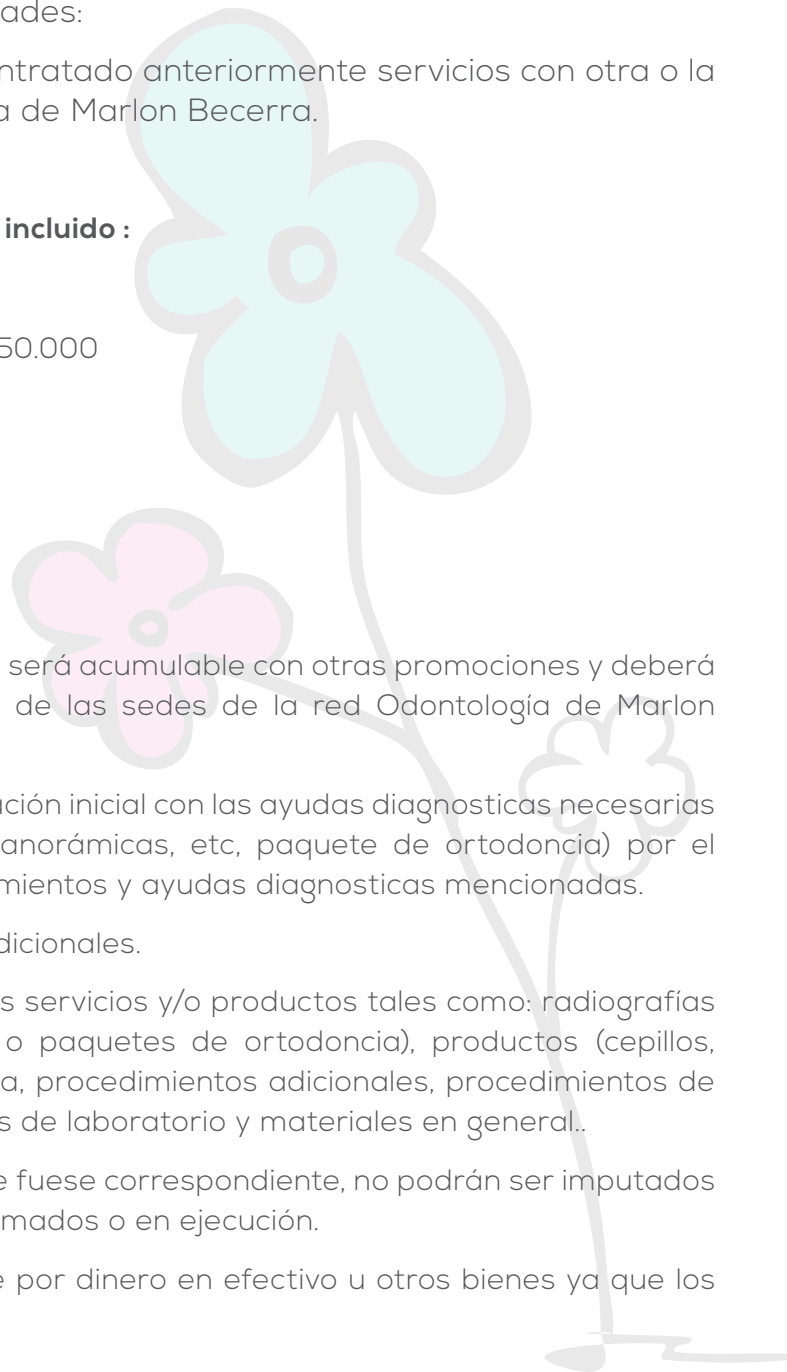 ades:
ntratado anteriormente servicios con otra o la
a de Marlon Becerra.
incluido :
50.000
será acumulable con otras promociones y deberá
de las sedes de la red Odontología de Marlon
ación inicial con las ayudas diagnosticas necesarias
anorámicas, etc, paquete de ortodoncia) por el
mientos y ayudas diagnosticas mencionadas.
dicionales.
s servicios y/o productos tales como: radiografías
o paquetes de ortodoncia), productos (cepillos,
a, procedimientos adicionales, procedimientos de
s de laboratorio y materiales en general..
e fuese correspondiente, no podrán ser imputados
mados o en ejecución.
e por dinero en efectivo u otros bienes ya que los